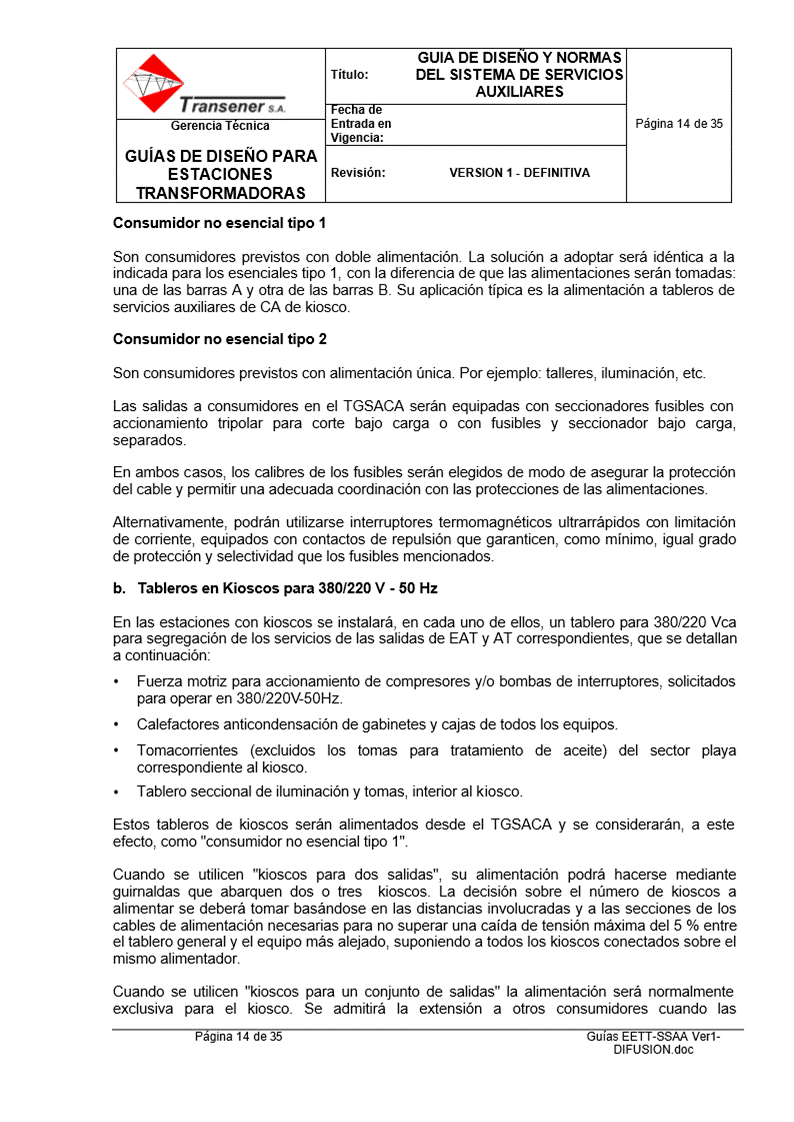 Transener S.A.
Gerencia Técnica
GUÍAS DE DISEÑO PARA
ESTACIONES
TRANSFORMADORAS
Título:
GUIA DE DISEÑO Y NORMAS
DEL SISTEMA DE SERVICIOS
AUXILIARES
Fecha de
Entrada en
Vigencia:
Revisión:
VERSION 1 - DEFINITIVA
Página 14 de 35
Consumidor no esencial tipo 1
Son consumidores previstos con doble alimentación. La solución a adoptar será idéntica a la
indicada para los esenciales tipo 1, con la diferencia de que las alimentaciones serán tomadas:
una de las barras A y otra de las barras B. Su aplicación típica es la alimentación a tableros de
servicios auxiliares de CA de kiosco.
Consumidor no esencial tipo 2
Son consumidores previstos con alimentación única. Por ejemplo: talleres, iluminación, etc.
Las salidas a consumidores en el TGSACA serán equipadas con seccionadores fusibles con
accionamiento tripolar para corte bajo carga o con fusibles y seccionador bajo carga,
separados.
En ambos casos, los calibres de los fusibles serán elegidos de modo de asegurar la protección
del cable y permitir una adecuada coordinación con las protecciones de las alimentaciones.
Alternativamente, podrán utilizarse interruptores termomagnéticos ultrarrápidos con limitación
de corriente, equipados con contactos de repulsión que garanticen, como mínimo, igual grado
de protección y selectividad que los fusibles mencionados.
b. Tableros en Kioscos para 380/220 V - 50 Hz
En las estaciones con kioscos se instalará, en cada uno de ellos, un tablero para 380/220 Vca
para segregación de los servicios de las salidas de EAT y AT correspondientes, que se detallan
a continuación:
• Fuerza motriz para accionamiento de compresores y/o bombas de interruptores, solicitados
para operar en 380/220V-50Hz.
• Calefactores anticondensación de gabinetes y cajas de todos los equipos.
• Tomacorrientes (excluidos los tomas para tratamiento de aceite) del sector playa
correspondiente al kiosco.
• Tablero seccional de iluminación y tomas, interior al kiosco.
Estos tableros de kioscos serán alimentados desde el TGSACA y se considerarán, a este
efecto, como "consumidor no esencial tipo 1".
Cuando se utilicen "kioscos para dos salidas", su alimentación podrá hacerse mediante
guirnaldas que abarquen dos o tres kioscos. La decisión sobre el número de kioscos a
alimentar se deberá tomar basándose en las distancias involucradas y a las secciones de los
cables de alimentación necesarias para no superar una caída de tensión máxima del 5 % entre
el tablero general y el equipo más alejado, suponiendo a todos los kioscos conectados sobre el
mismo alimentador.
Cuando se utilicen "kioscos para un conjunto de salidas" la alimentación será normalmente
exclusiva para el kiosco. Se admitirá la extensión a otros consumidores cuando las
Página 14 de 35
Guías EETT-SSAA Ver1-
DIFUSION.doc